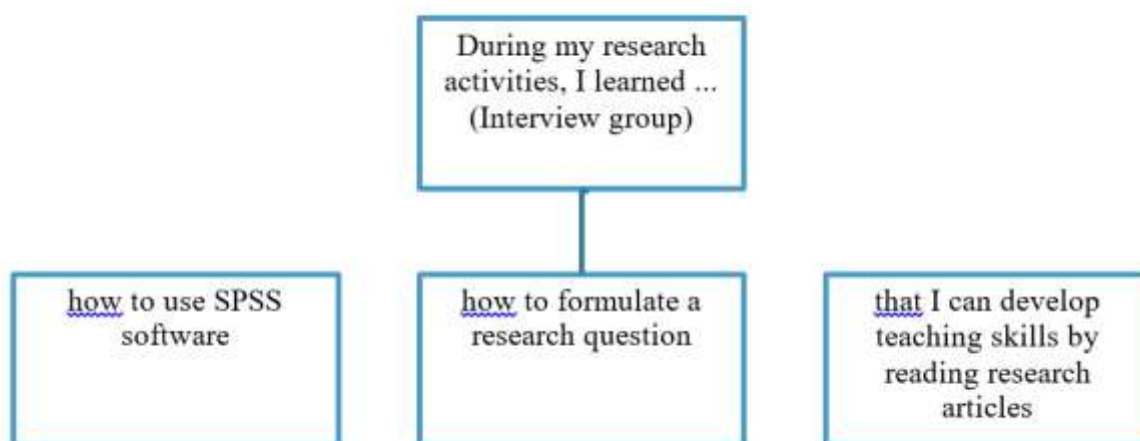 During my research
activities, I learned ...
(Interview group)
how to use SPSS
software
how to formulate a
research question
that I can develop
teaching skills by
reading research
articles